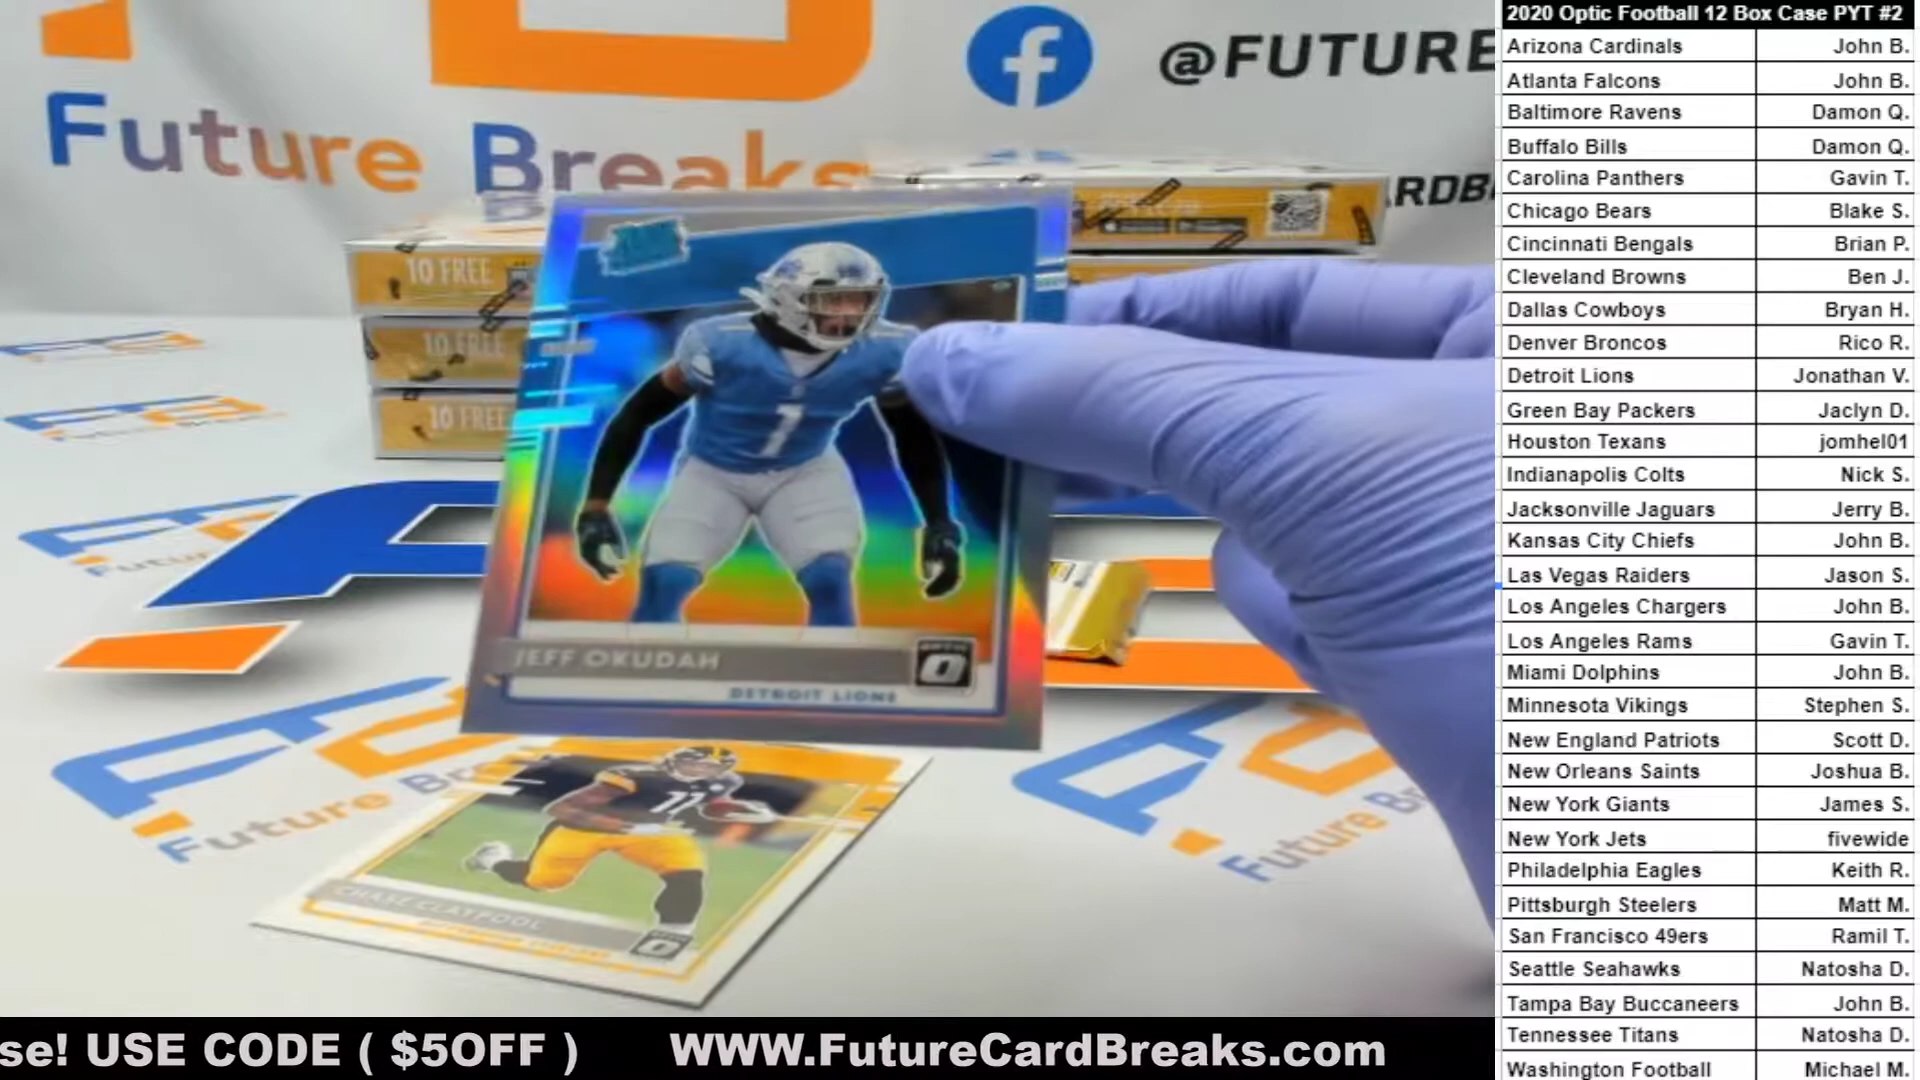 @FUTURE
Future Breaks
ARDB
10 FREE
10 FREE
10 FREE
1
JEFF OKUDAH
DETROIT LIONS
11
CHASE CLAYPOOL
Future Breaks
Future
se! USE CODE ( $5OFF )
WWW.FutureCardBreaks.com
2020 Optic Football 12 Box Case PYT #2
Arizona Cardinals John B.
Atlanta Falcons John B.
Baltimore Ravens Damon Q.
Buffalo Bills Damon Q.
Carolina Panthers Gavin T.
Chicago Bears Blake S.
Cincinnati Bengals Brian P.
Cleveland Browns Ben J.
Dallas Cowboys Bryan H.
Denver Broncos Rico R.
Detroit Lions Jonathan V.
Green Bay Packers Jaclyn D.
Houston Texans jomhel01
Indianapolis Colts Nick S.
Jacksonville Jaguars Jerry B.
Kansas City Chiefs John B.
Las Vegas Raiders Jason S.
Los Angeles Chargers John B.
Los Angeles Rams Gavin T.
Miami Dolphins John B.
Minnesota Vikings Stephen S.
New England Patriots Scott D.
New Orleans Saints Joshua B.
New York Giants James S.
New York Jets fivewide
Philadelphia Eagles Keith R.
Pittsburgh Steelers Matt M.
San Francisco 49ers Ramil T.
Seattle Seahawks Natosha D.
Tampa Bay Buccaneers John B.
Tennessee Titans Natosha D.
Washington Football Michael M.